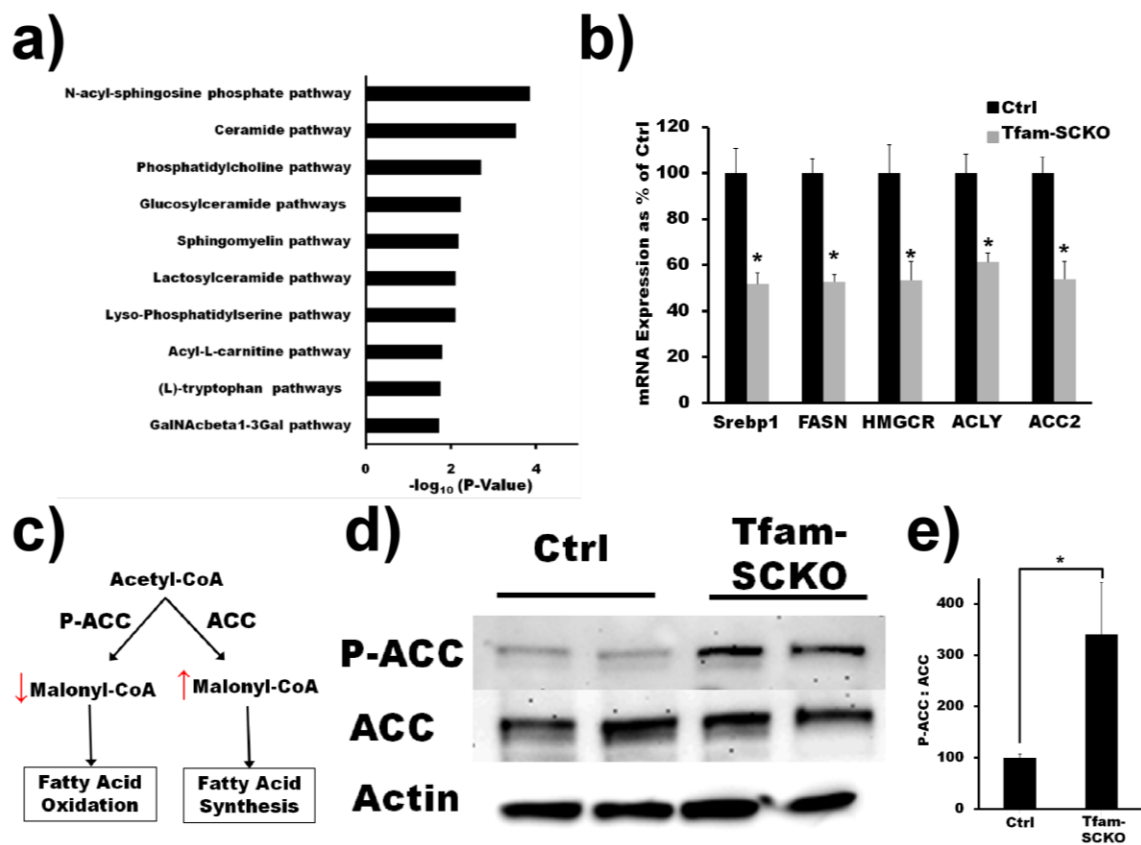 a)
N-acyl-sphingosine phosphate pathway
Ceramide pathway
Phosphatidylcholine pathway
Glucosylceramide pathways
Sphingomyelin pathway
Lactosylceramide pathway
Lyso-Phosphatidylserine pathway
Acyl-L-carnitine pathway
(L)-tryptophan pathways
GalNAcbeta1-3Gal pathway
0 2 4
-log₁₀ (P-Value)
b)
Ctrl
Tfam-SCKO
mRNA Expression as % of Ctrl
120
100
80
60
40
20
0
* * * * *
Srebp1 FASN HMGCR ACLY ACC2
c)
Acetyl-CoA
P-ACC ACC
↓ Malonyl-CoA ↑ Malonyl-CoA
Fatty Acid
Oxidation
Fatty Acid
Synthesis
d)
Ctrl
Tfam-
SCKO
P-ACC
ACC
Actin
e)
*
P-ACC : ACC
400
300
200
100
0
Ctrl
Tfam-
SCKO